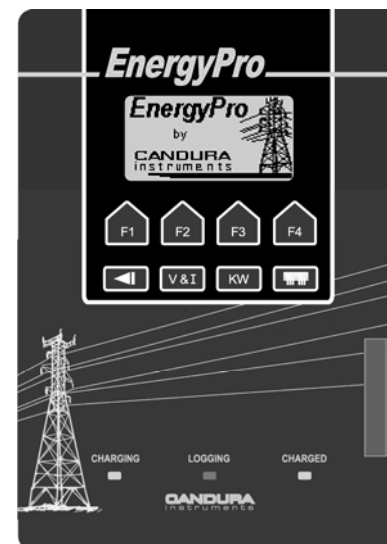 EnergyPro
EnergyPro
by
CANDURA
instruments
F1 F2 F3 F4
V & I KW
CHARGING LOGGING CHARGED
CANDURA
instruments